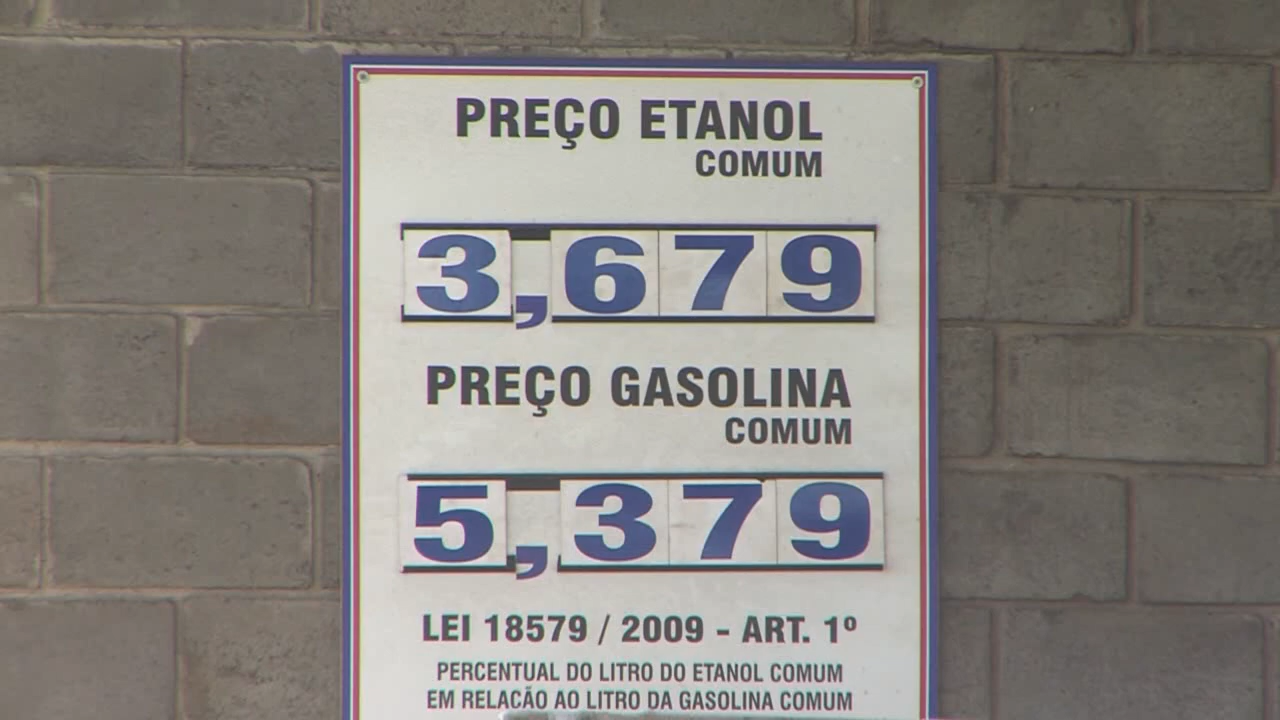 PREÇO ETANOL
COMUM
3,679
PREÇO GASOLINA
COMUM
5,379
LEI 18579 / 2009 - ART. 1º
PERCENTUAL DO LITRO DO ETANOL COMUM
EM RELAÇÃO AO LITRO DA GASOLINA COMUM